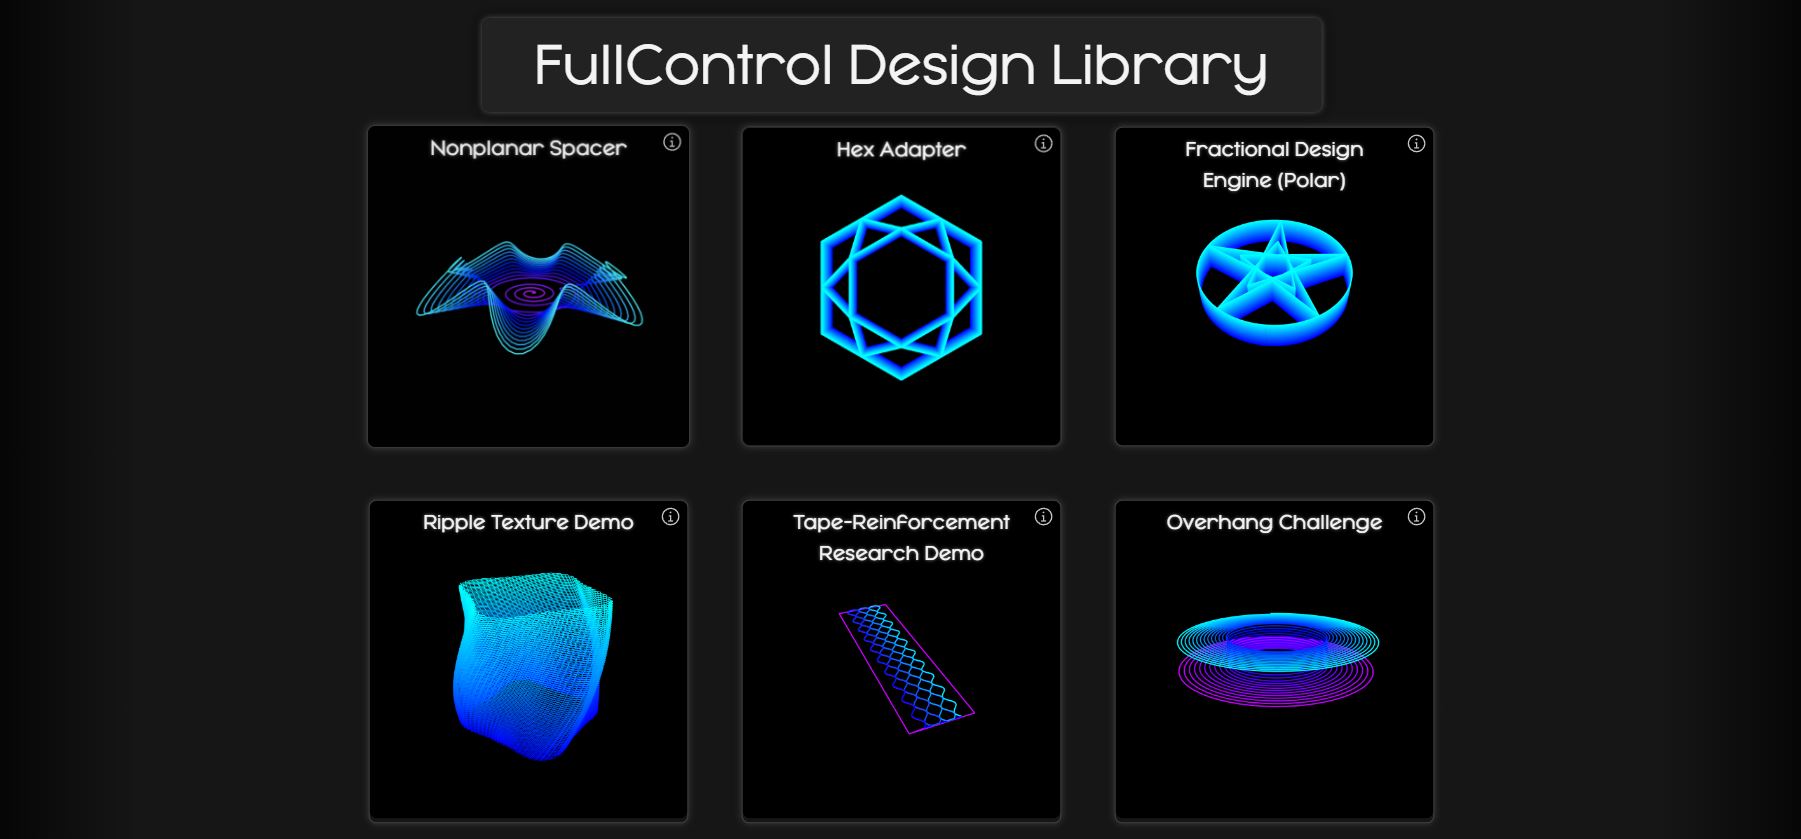 FullControl Design Library
Nonplanar Spacer
Hex Adapter
Fractional Design
Engine (Polar)
Ripple Texture Demo
Tape-Reinforcement
Research Demo
Overhang Challenge